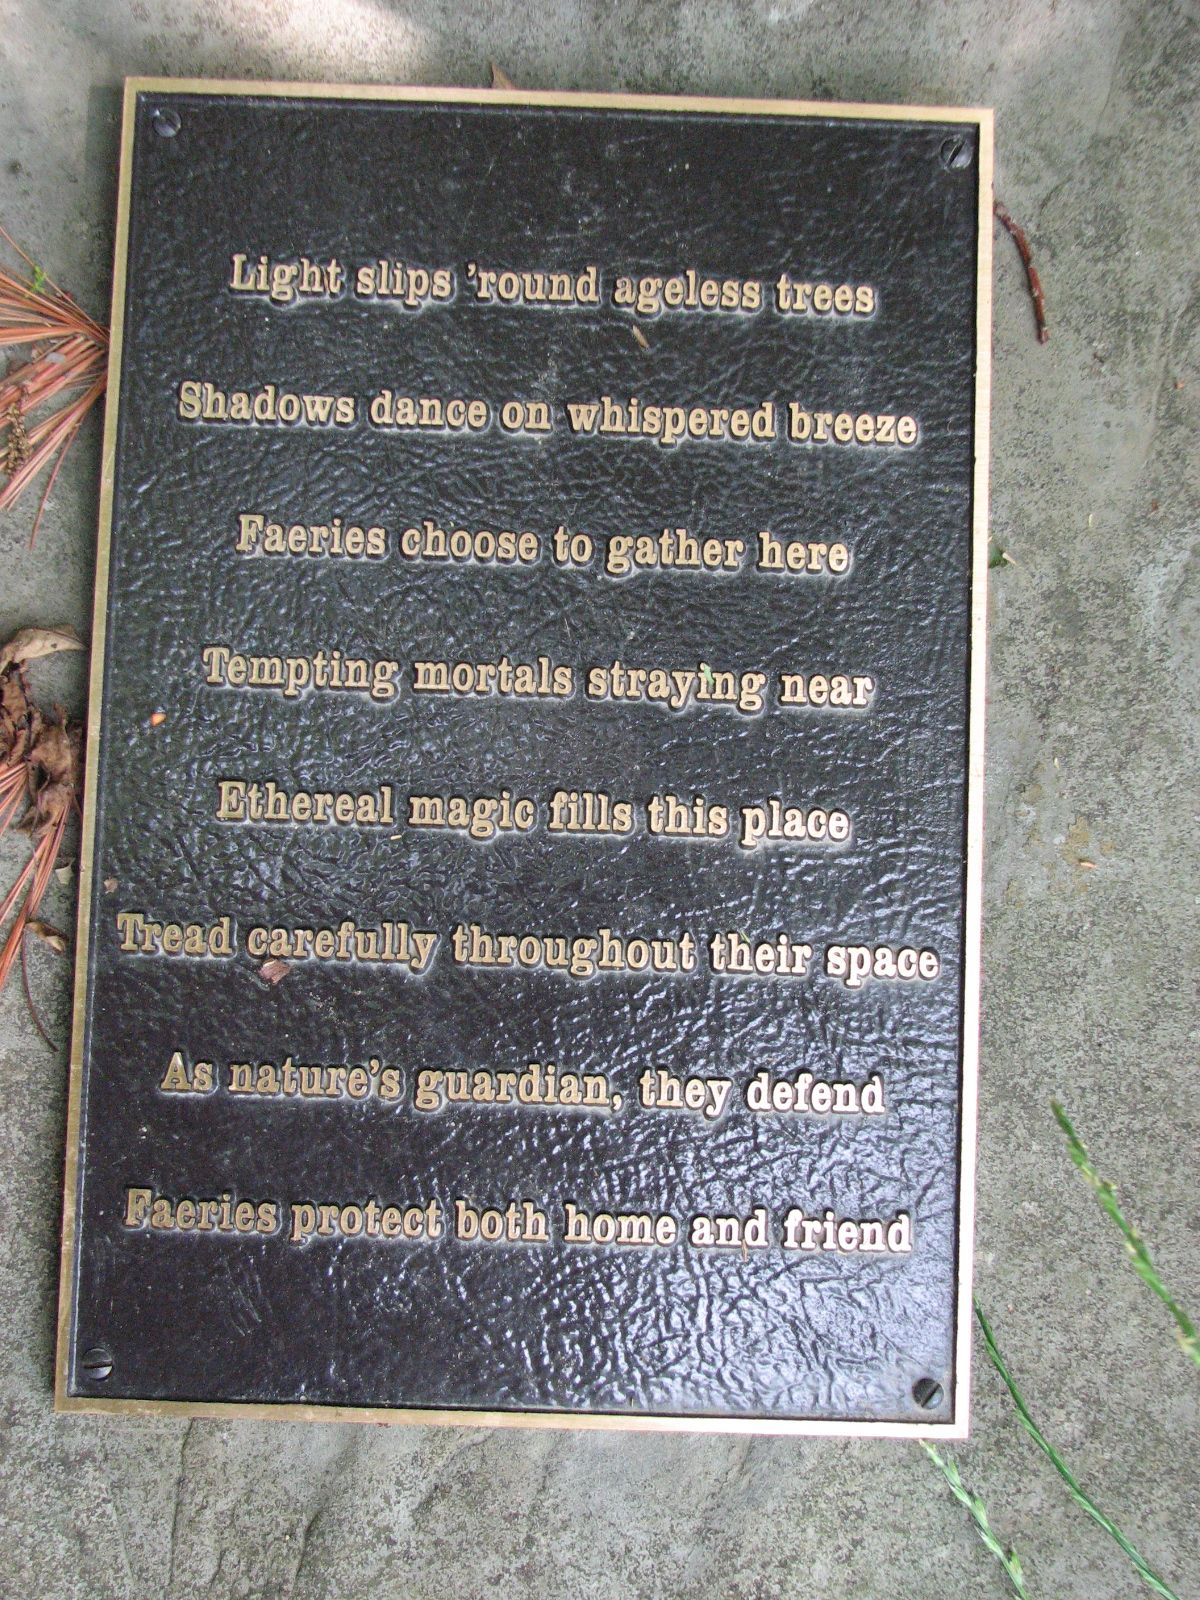 Light slips 'round ageless trees
Shadows dance on whispered breeze
Faeries choose to gather here
Tempting mortals straying near
Ethereal magic fills this place
Tread carefully throughout their space
As nature's guardian, they defend
Faeries protect both home and friend